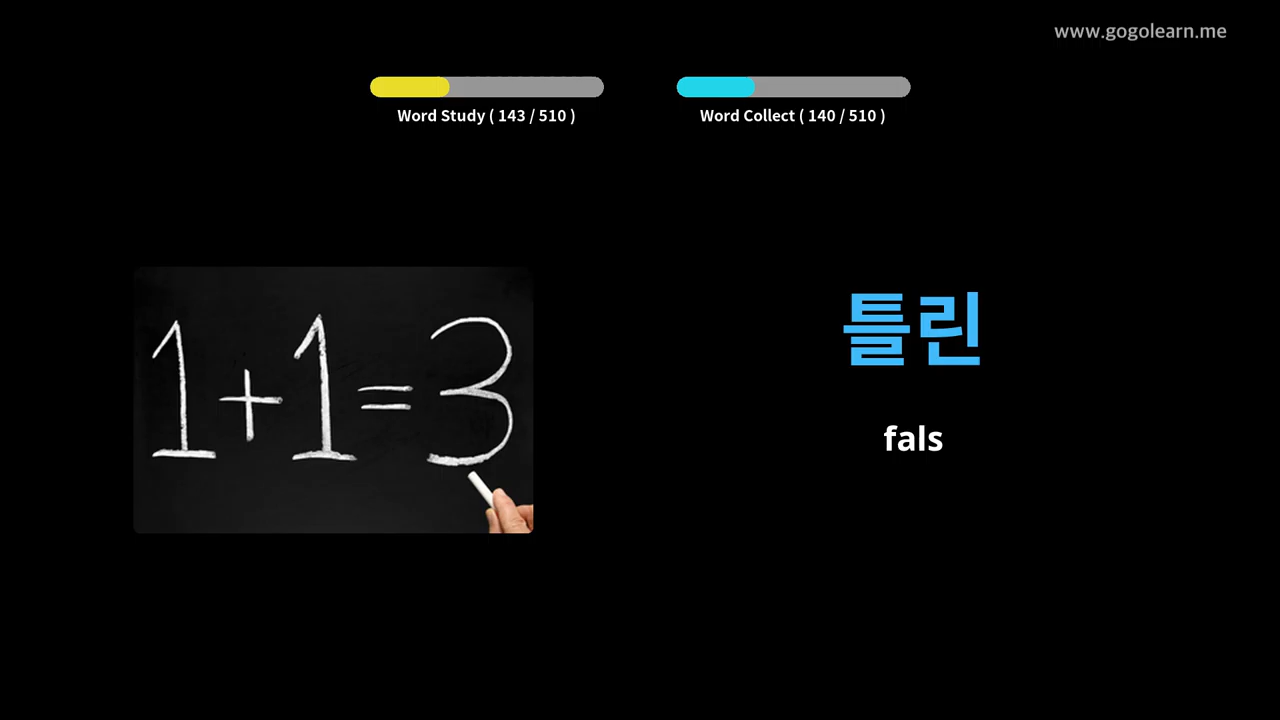 www.gogolearn.me
Word Study ( 143 / 510 )
Word Collect ( 140 / 510 )
1+1=3
틀린
fals